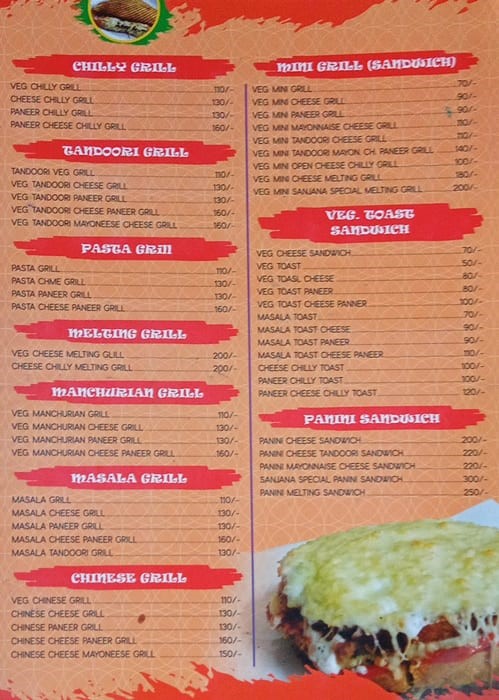 CHILLY GRILL
VEG CHILLY GRILL 110/-
CHEESE CHILLY GRILL 130/-
PANEER CHILLY GRILL 130/-
PANEER CHEESE CHILLY GRILL 160/-
TANDOORI GRILL
TANDOORI VEG GRILL 110/-
VEG TANDOORI CHEESE GRILL 130/-
VEG TANDOORI PANEER GRILL 130/-
VEG TANDOORI CHEESE PANEER GRILL 160/-
VEG TANDOORI MAYONEESE CHEESE GRILL 160/-
PASTA GRIll
PASTA GRILL 110/-
PASTA CHME GRILL 130/-
PASTA PANEER GRILL 130/-
PASTA CHEESE PANEER GRILL 160/-
MELTING GRILL
VEG CHEESE MELTING GLILL 200/-
CHEESE CHILLY MELTING GRILL 200/-
MANCHURIAN GRILL
VEG MANCHURIAN GRILL 110/-
VEG MANCHURIAN CHEESE GRILL 130/-
VEG MANCHURIAN PANEER GRILL 130/-
VEG MANCHURIAN CHEESE PANEER GRILL 160/-
MASALA GRILL
MASALA GRILL 110/-
MASALA CHEESE GRILL 130/-
MASALA PANEER GRILL 130/-
MASALA CHEESE PANEER GRILL 160/-
MASALA TANDOORI GRILL 130/-
CHINESE GRILL
VEG CHINESE GRILL 110/-
CHINESE CHEESE GRILL 130/-
CHINESE PANEER GRILL 130/-
CHINESE CHEESE PANEER GRILL 160/-
CHINESE CHEESE MAYONEESE GRILL 150/-
MINI GRILL (SANDWICH)
VEG MINI GRILL 70/-
VEG MINI CHEESE GRILL 90/-
VEG MINI PANEER GRILL 90/-
VEG MINI MAYONNAISE CHEESE GRILL 110/-
VEG MINI TANDOORI CHEESE GRILL 110/-
VEG MINI TANDOORI MAYON. CH. PANEER GRILL 140/-
VEG MINI OPEN CHEESE CHILLY GRILL 100/-
VEG MINI CHEESE MELTING GRILL 180/-
VEG MINI SANJANA SPECIAL MELTING GRILL 200/-
VEG. TOAST
SANDWICH
VEG CHEESE SANDWICH 70/-
VEG TOAST 50/-
VEG TOASL CHEESE 80/-
VEG TOAST PANEER 80/-
VEG TOAST CHEESE PANNER 100/-
MASALA TOAST 70/-
MASALA TOAST CHEESE 90/-
MASALA TOAST PANEER 90/-
MASALA TOAST CHEESE PANEER 110/-
CHEESE CHILLY TOAST 100/-
PANEER CHILLY TOAST 100/-
PANEER CHEESE CHILLY TOAST 120/-
PANINI SANDWICH
PANINI CHEESE SANDWICH 200/-
PANINI CHEESE TANDOORI SANDWICH 220/-
PANINI MAYONNAISE CHEESE SANDWICH 220/-
SANJANA SPECIAL PANINI SANDWICH 300/-
PANINI MELTING SANDWICH 250/-